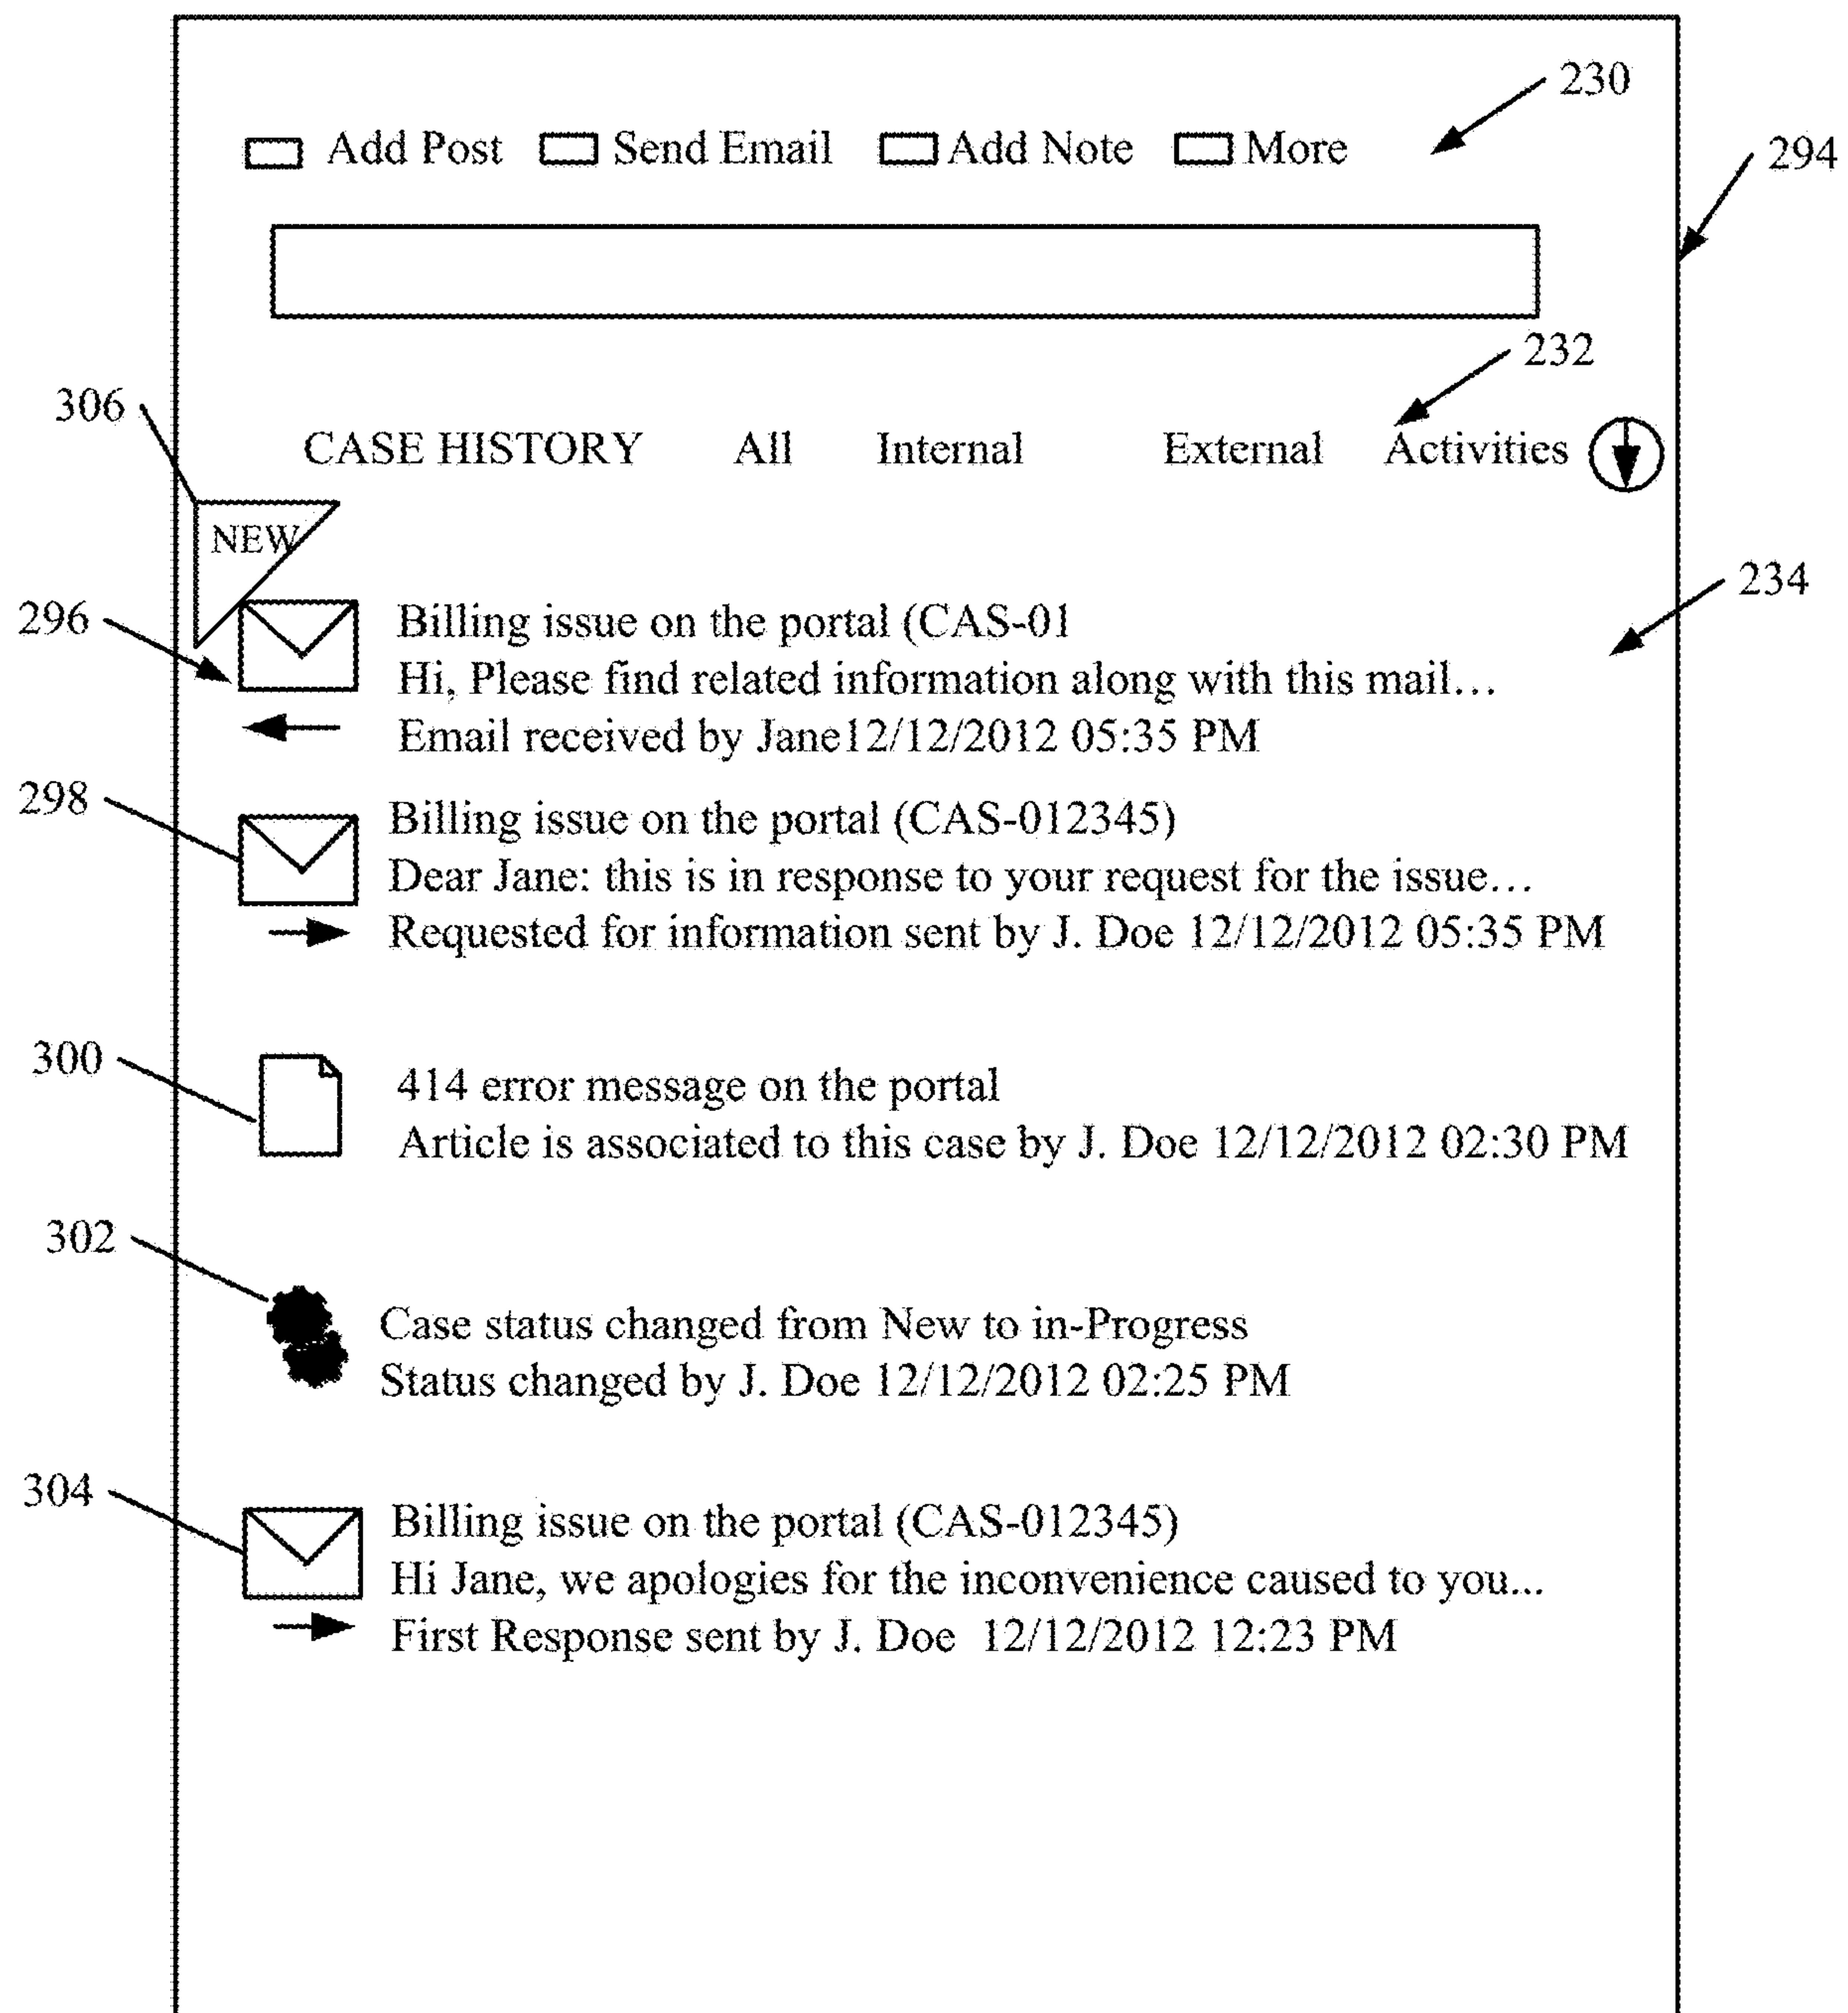 230
Add Post Send Email Add Note More
294
232
306
CASE HISTORY All Internal External Activities
NEW
234
296
Billing issue on the portal (CAS-01
Hi, Please find related information along with this mail…
Email received by Jane12/12/2012 05:35 PM
298
Billing issue on the portal (CAS-012345)
Dear Jane: this is in response to your request for the issue…
Requested for information sent by J. Doe 12/12/2012 05:35 PM
300
414 error message on the portal
Article is associated to this case by J. Doe 12/12/2012 02:30 PM
302
Case status changed from New to in-Progress
Status changed by J. Doe 12/12/2012 02:25 PM
304
Billing issue on the portal (CAS-012345)
Hi Jane, we apologies for the inconvenience caused to you...
First Response sent by J. Doe 12/12/2012 12:23 PM